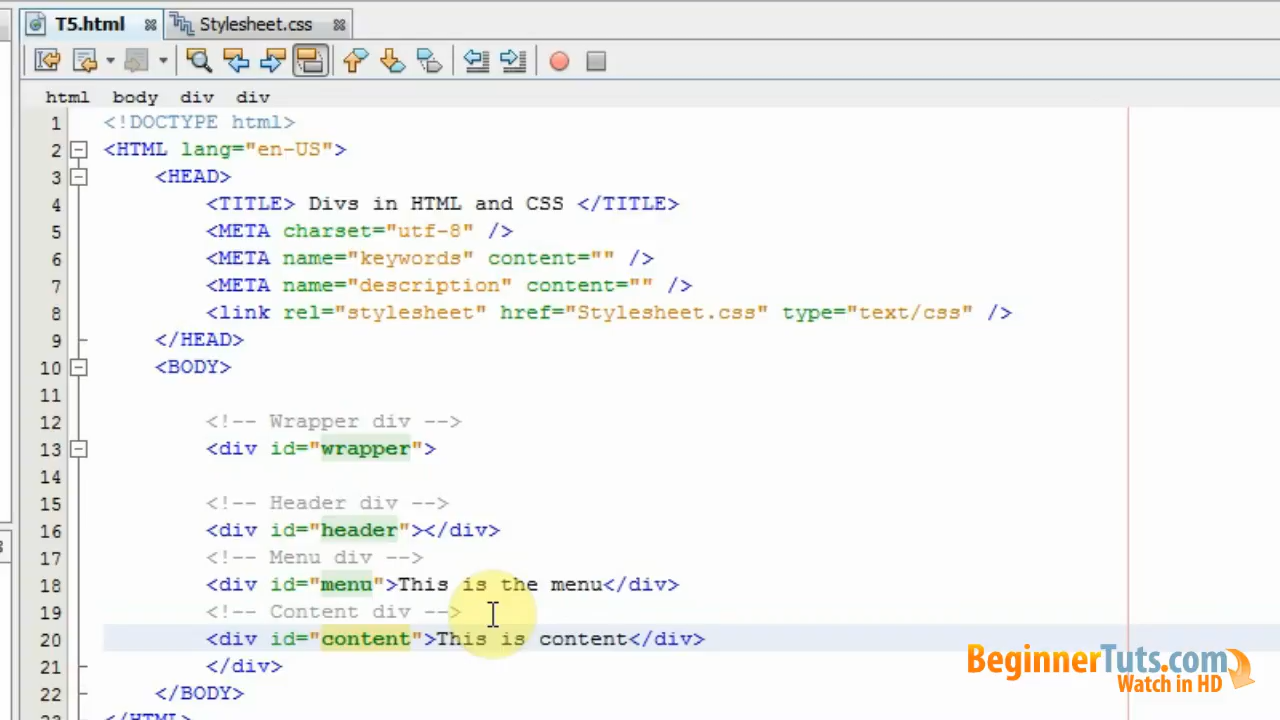 T5.html
Stylesheet.css
html body div div
1 <!DOCTYPE html>
2 <HTML lang="en-US">
3 <HEAD>
4 <TITLE> Divs in HTML and CSS </TITLE>
5 <META charset="utf-8" />
6 <META name="keywords" content="" />
7 <META name="description" content="" />
8 <link rel="stylesheet" href="Stylesheet.css" type="text/css" />
9 </HEAD>
10 <BODY>
11
12 <!-- Wrapper div -->
13 <div id="wrapper">
14
15 <!-- Header div -->
16 <div id="header"></div>
17 <!-- Menu div -->
18 <div id="menu">This is the menu</div>
19 <!-- Content div -->
20 <div id="content">This is content</div>
21 </div>
22 </BODY>
23 </HTML>
BeginnerTuts.com
Watch in HD